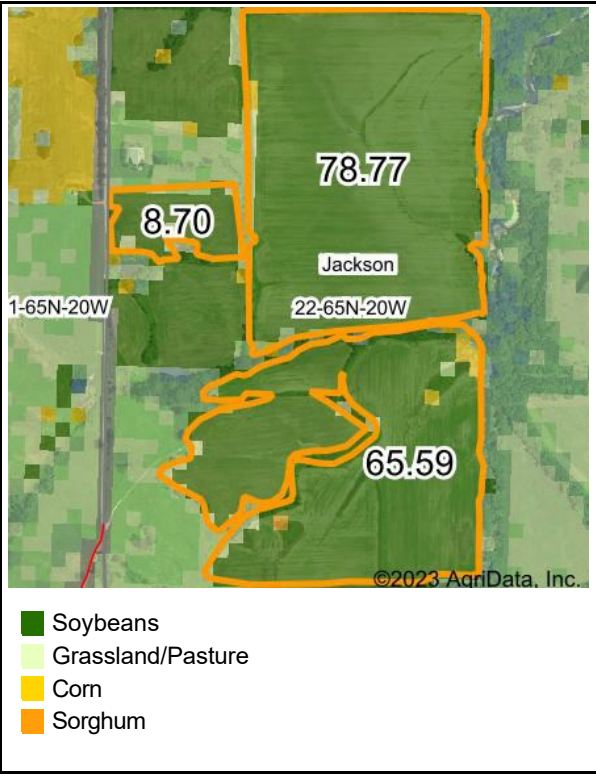 78.77
8.70
Jackson
1-65N-20W
22-65N-20W
65.59
©2023 AgriData, Inc.
Soybeans
Grassland/Pasture
Corn
Sorghum